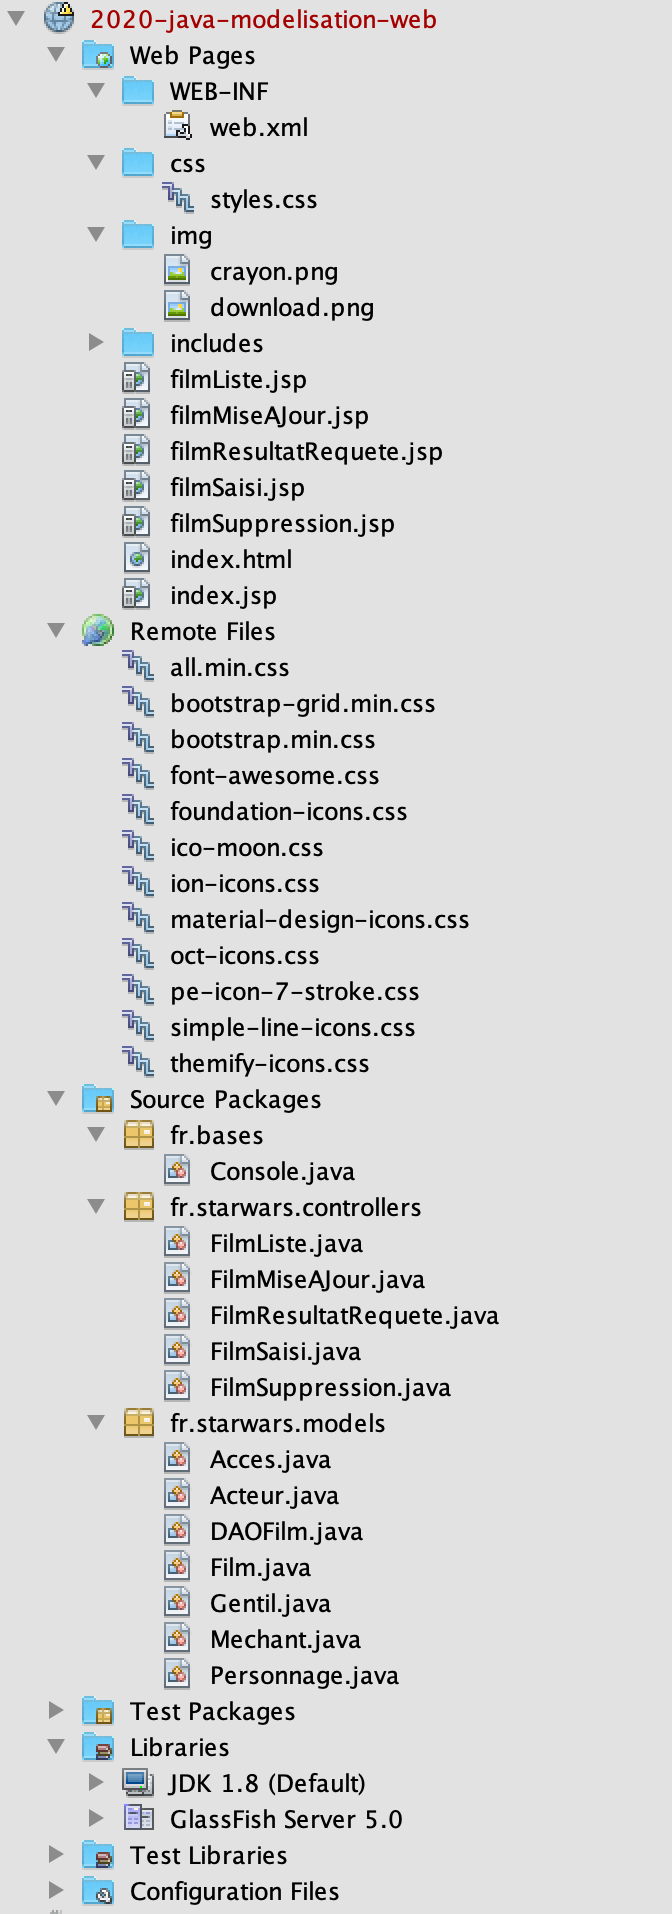 2020-java-modelisation-web
Web Pages
WEB-INF
web.xml
css
styles.css
img
crayon.png
download.png
includes
filmListe.jsp
filmMiseAJour.jsp
filmResultatRequete.jsp
filmSaisi.jsp
filmSuppression.jsp
index.html
index.jsp
Remote Files
all.min.css
bootstrap-grid.min.css
bootstrap.min.css
font-awesome.css
foundation-icons.css
ico-moon.css
ion-icons.css
material-design-icons.css
oct-icons.css
pe-icon-7-stroke.css
simple-line-icons.css
themify-icons.css
Source Packages
fr.bases
Console.java
fr.starwars.controllers
FilmListe.java
FilmMiseAJour.java
FilmResultatRequete.java
FilmSaisi.java
FilmSuppression.java
fr.starwars.models
Acces.java
Acteur.java
DAOFilm.java
Film.java
Gentil.java
Mechant.java
Personnage.java
Test Packages
Libraries
JDK 1.8 (Default)
GlassFish Server 5.0
Test Libraries
Configuration Files